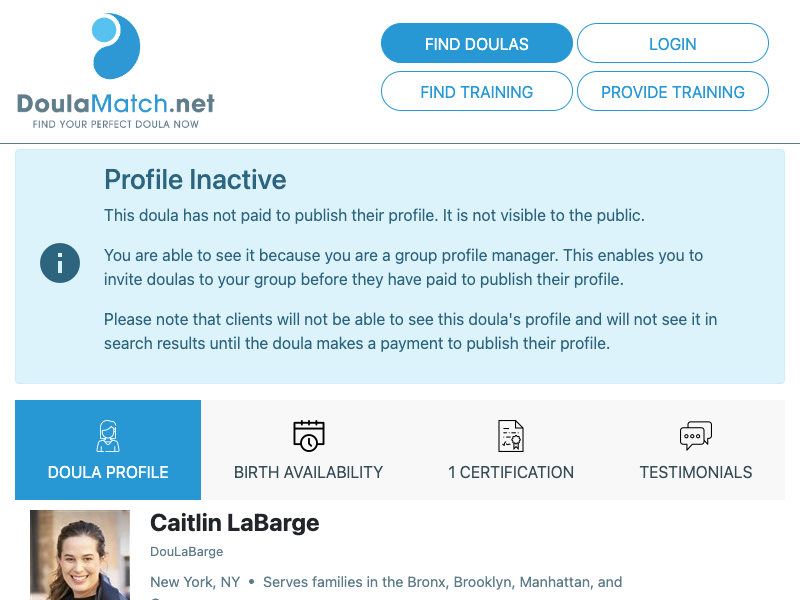 DoulaMatch.net
FIND YOUR PERFECT DOULA NOW
FIND DOULAS
LOGIN
FIND TRAINING
PROVIDE TRAINING
Profile Inactive
This doula has not paid to publish their profile. It is not visible to the public.
You are able to see it because you are a group profile manager. This enables you to
invite doulas to your group before they have paid to publish their profile.
Please note that clients will not be able to see this doula's profile and will not see it in
search results until the doula makes a payment to publish their profile.
DOULA PROFILE
BIRTH AVAILABILITY
1 CERTIFICATION
TESTIMONIALS
Caitlin LaBarge
DouLaBarge
New York, NY • Serves families in the Bronx, Brooklyn, Manhattan, and